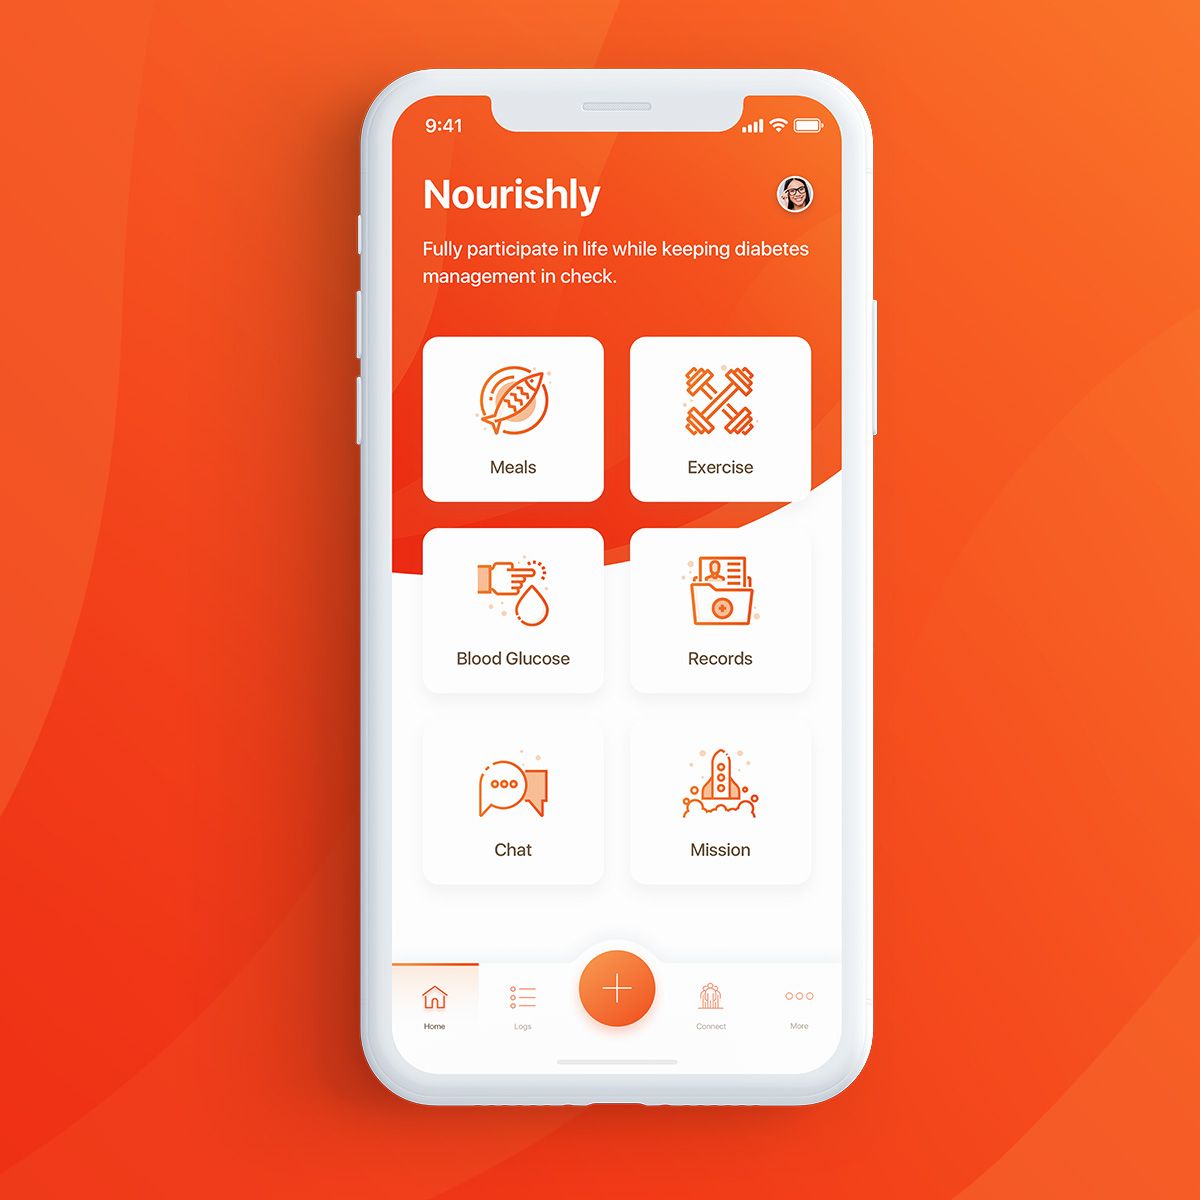 9:41
Nourishly
Fully participate in life while keeping diabetes
management in check.
Meals
Exercise
Blood Glucose
Records
Chat
Mission
Home
Logs
Connect
More